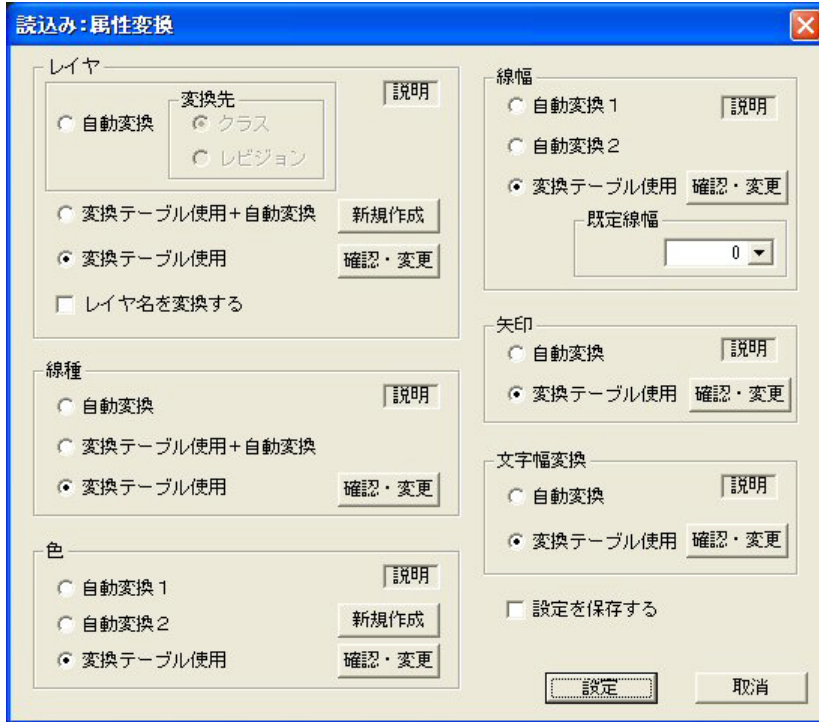 読込み：属性変換
レイヤ
説明
変換先
自動変換
クラス
レビジョン
変換テーブル使用＋自動変換
新規作成
変換テーブル使用
確認・変更
レイヤ名を変換する
線種
説明
自動変換
変換テーブル使用＋自動変換
変換テーブル使用
確認・変更
色
説明
自動変換１
自動変換２
新規作成
変換テーブル使用
確認・変更
線幅
自動変換１
説明
自動変換２
変換テーブル使用
確認・変更
既定線幅
0
矢印
自動変換
説明
変換テーブル使用
確認・変更
文字幅変換
自動変換
説明
変換テーブル使用
確認・変更
設定を保存する
設定
取消